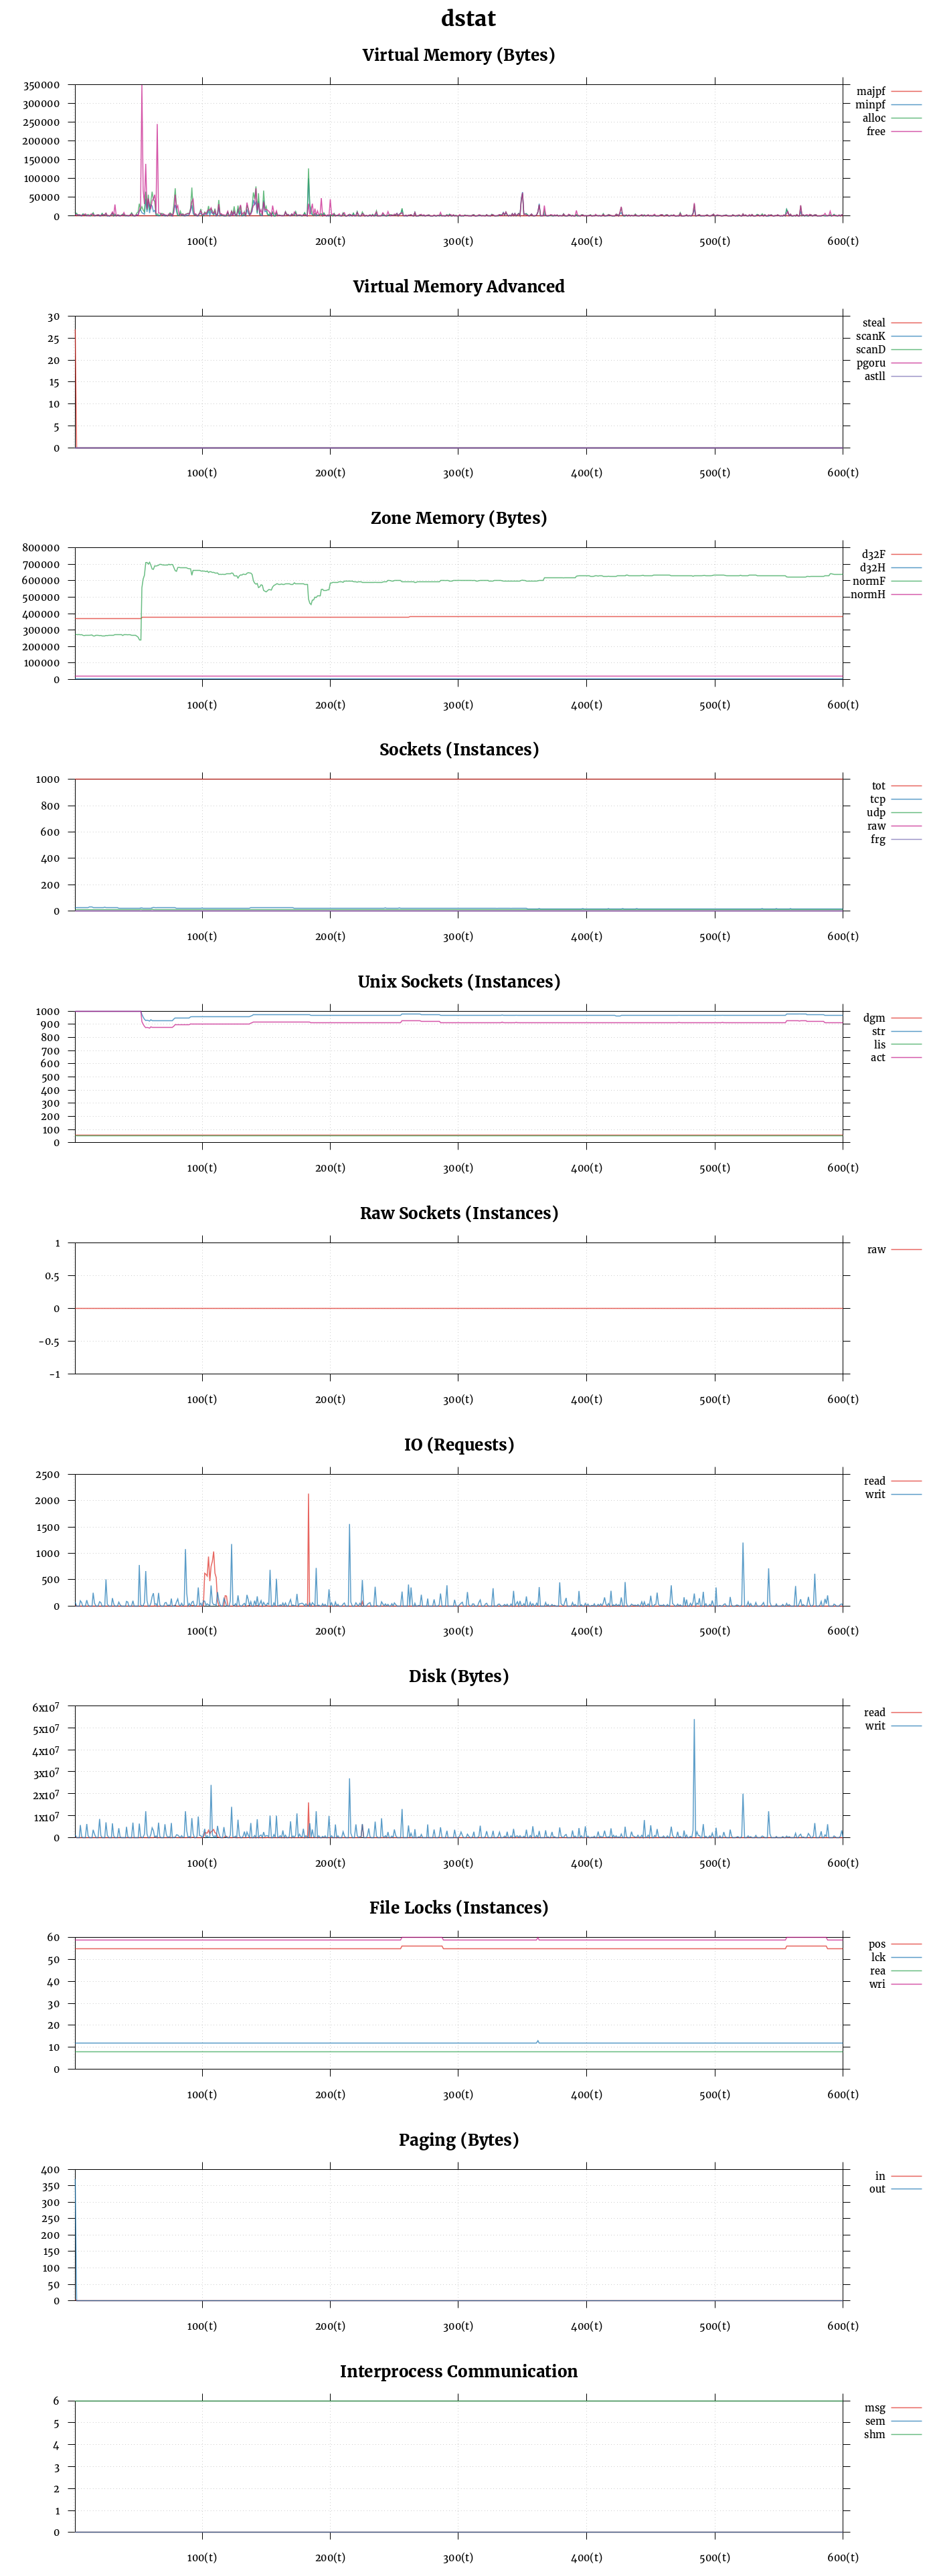 dstat
Virtual Memory (Bytes)
350000
300000
250000
200000
150000
100000
50000
0
100(t) 200(t) 300(t) 400(t) 500(t) 600(t)
majpf
minpf
alloc
free
Virtual Memory Advanced
30
25
20
15
10
5
0
100(t) 200(t) 300(t) 400(t) 500(t) 600(t)
steal
scanK
scanD
pgoru
astll
Zone Memory (Bytes)
800000
700000
600000
500000
400000
300000
200000
100000
0
100(t) 200(t) 300(t) 400(t) 500(t) 600(t)
d32F
d32H
normF
normH
Sockets (Instances)
1000
800
600
400
200
0
100(t) 200(t) 300(t) 400(t) 500(t) 600(t)
tot
tcp
udp
raw
frg
Unix Sockets (Instances)
1000
900
800
700
600
500
400
300
200
100
0
100(t) 200(t) 300(t) 400(t) 500(t) 600(t)
dgm
str
lis
act
Raw Sockets (Instances)
1
0.5
0
-0.5
-1
100(t) 200(t) 300(t) 400(t) 500(t) 600(t)
raw
IO (Requests)
2500
2000
1500
1000
500
0
100(t) 200(t) 300(t) 400(t) 500(t) 600(t)
read
writ
Disk (Bytes)
6x10⁷
5x10⁷
4x10⁷
3x10⁷
2x10⁷
1x10⁷
0
100(t) 200(t) 300(t) 400(t) 500(t) 600(t)
read
writ
File Locks (Instances)
60
50
40
30
20
10
0
100(t) 200(t) 300(t) 400(t) 500(t) 600(t)
pos
lck
rea
wri
Paging (Bytes)
400
350
300
250
200
150
100
50
0
100(t) 200(t) 300(t) 400(t) 500(t) 600(t)
in
out
Interprocess Communication
6
5
4
3
2
1
0
100(t) 200(t) 300(t) 400(t) 500(t) 600(t)
msg
sem
shm